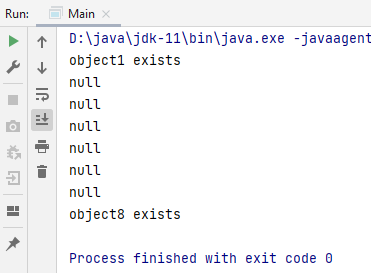 Run: Main ×
D:\java\jdk-11\bin\java.exe -javaagent
object1 exists
null
null
null
null
null
null
object8 exists
Process finished with exit code 0